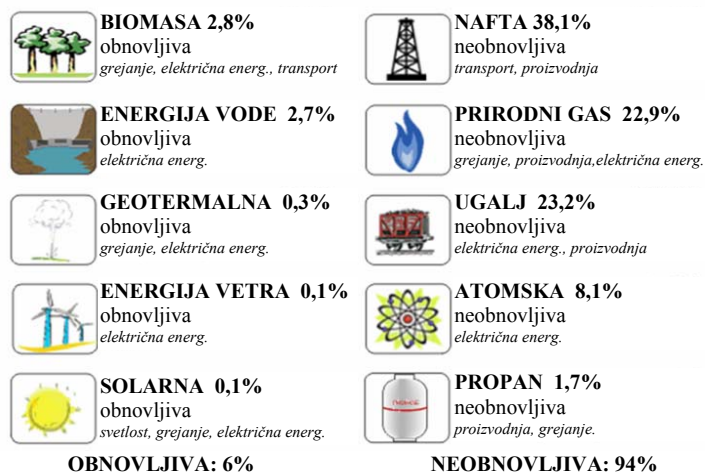 BIOMASA 2,8%
obnovljiva
grejanje, električna energ., transport
ENERGIJA VODE 2,7%
obnovljiva
električna energ.
GEOTERMALNA 0,3%
obnovljiva
grejanje, električna energ.
ENERGIJA VETRA 0,1%
obnovljiva
električna energ.
SOLARNA 0,1%
obnovljiva
svetlost, grejanje, električna energ.
OBNOVLJIVA: 6%
NAFTA 38,1%
neobnovljiva
transport, proizvodnja
PRIRODNI GAS 22,9%
neobnovljiva
grejanje, proizvodnja,električna energ.
UGALJ 23,2%
neobnovljiva
električna energ., proizvodnja
ATOMSKA 8,1%
neobnovljiva
električna energ.
PROPAN 1,7%
neobnovljiva
proizvodnja, grejanje.
NEOBNOVLJIVA: 94%